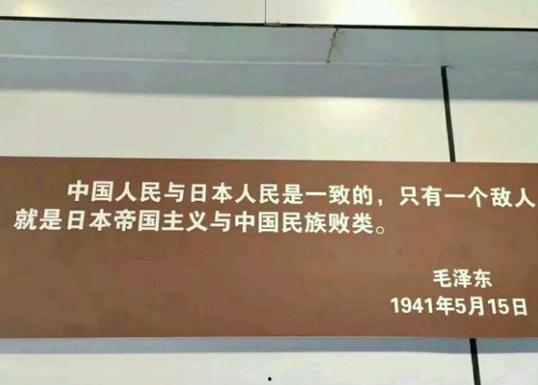 中国人民与日本人民是一致的，只有一个敌人
就是日本帝国主义与中国民族败类。
毛泽东
1941年5月15日